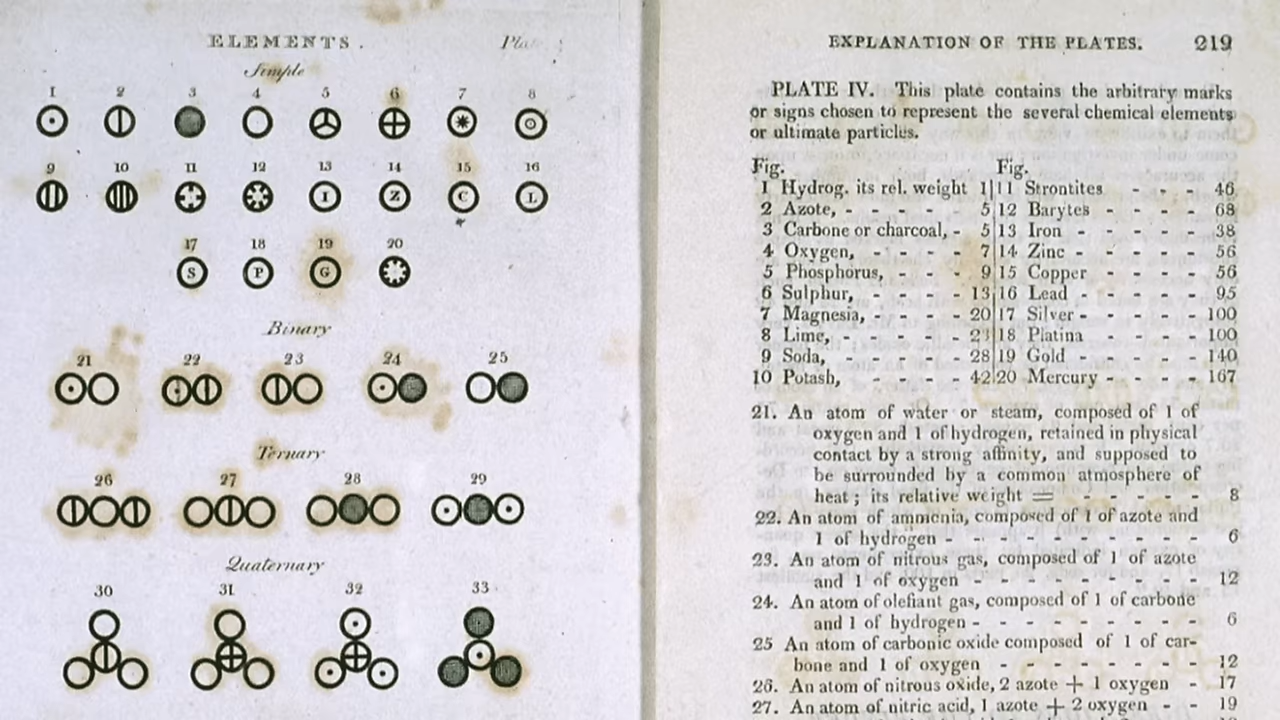 ELEMENTS.
Simple
1 2 3 4 5 6 7 8
9 10 11 12 13 14 15 16
I Z C L
17 18 19 20
S P G
Binary
21 22 23 24 25
Ternary
26 27 28 29
Quaternary
30 31 32 33
EXPLANATION OF THE PLATES. 219
PLATE IV. This plate contains the arbitrary marks
or signs chosen to represent the several chemical elements
or ultimate particles.
Fig. Fig.
1 Hydrog. its rel. weight 1 11 Strontites - - - 46
2 Azote, - - - - 5 12 Barytes - - - - 68
3 Carbone or charcoal, - 5 13 Iron - - - - 38
4 Oxygen, - - - - 7 14 Zinc - - - - 56
5 Phosphorus, - - - 9 15 Copper - - - - 56
6 Sulphur, - - - - 13 16 Lead - - - - 95
7 Magnesia, - - - - 20 17 Silver - - - - 100
8 Lime, - - - - - 23 18 Platina - - - 100
9 Soda, - - - - - 28 19 Gold - - - - 140
10 Potash, - - - - 42 20 Mercury - - - 167
21. An atom of water or steam, composed of 1 of
oxygen and 1 of hydrogen, retained in physical
contact by a strong affinity, and supposed to
be surrounded by a common atmosphere of
heat; its relative weight = - - - - - 8
22. An atom of ammonia, composed of 1 of azote and
1 of hydrogen - - - - - - - - 6
23. An atom of nitrous gas, composed of 1 of azote
and 1 of oxygen - - - - - - - - 12
24. An atom of olefiant gas, composed of 1 of carbone
and 1 of hydrogen - - - - - - - 6
25 An atom of carbonic oxide composed of 1 of car-
bone and 1 of oxygen - - - - - - - 12
26. An atom of nitrous oxide, 2 azote + 1 oxygen - 17
27. An atom of nitric acid, 1 azote + 2 oxygen - - 19